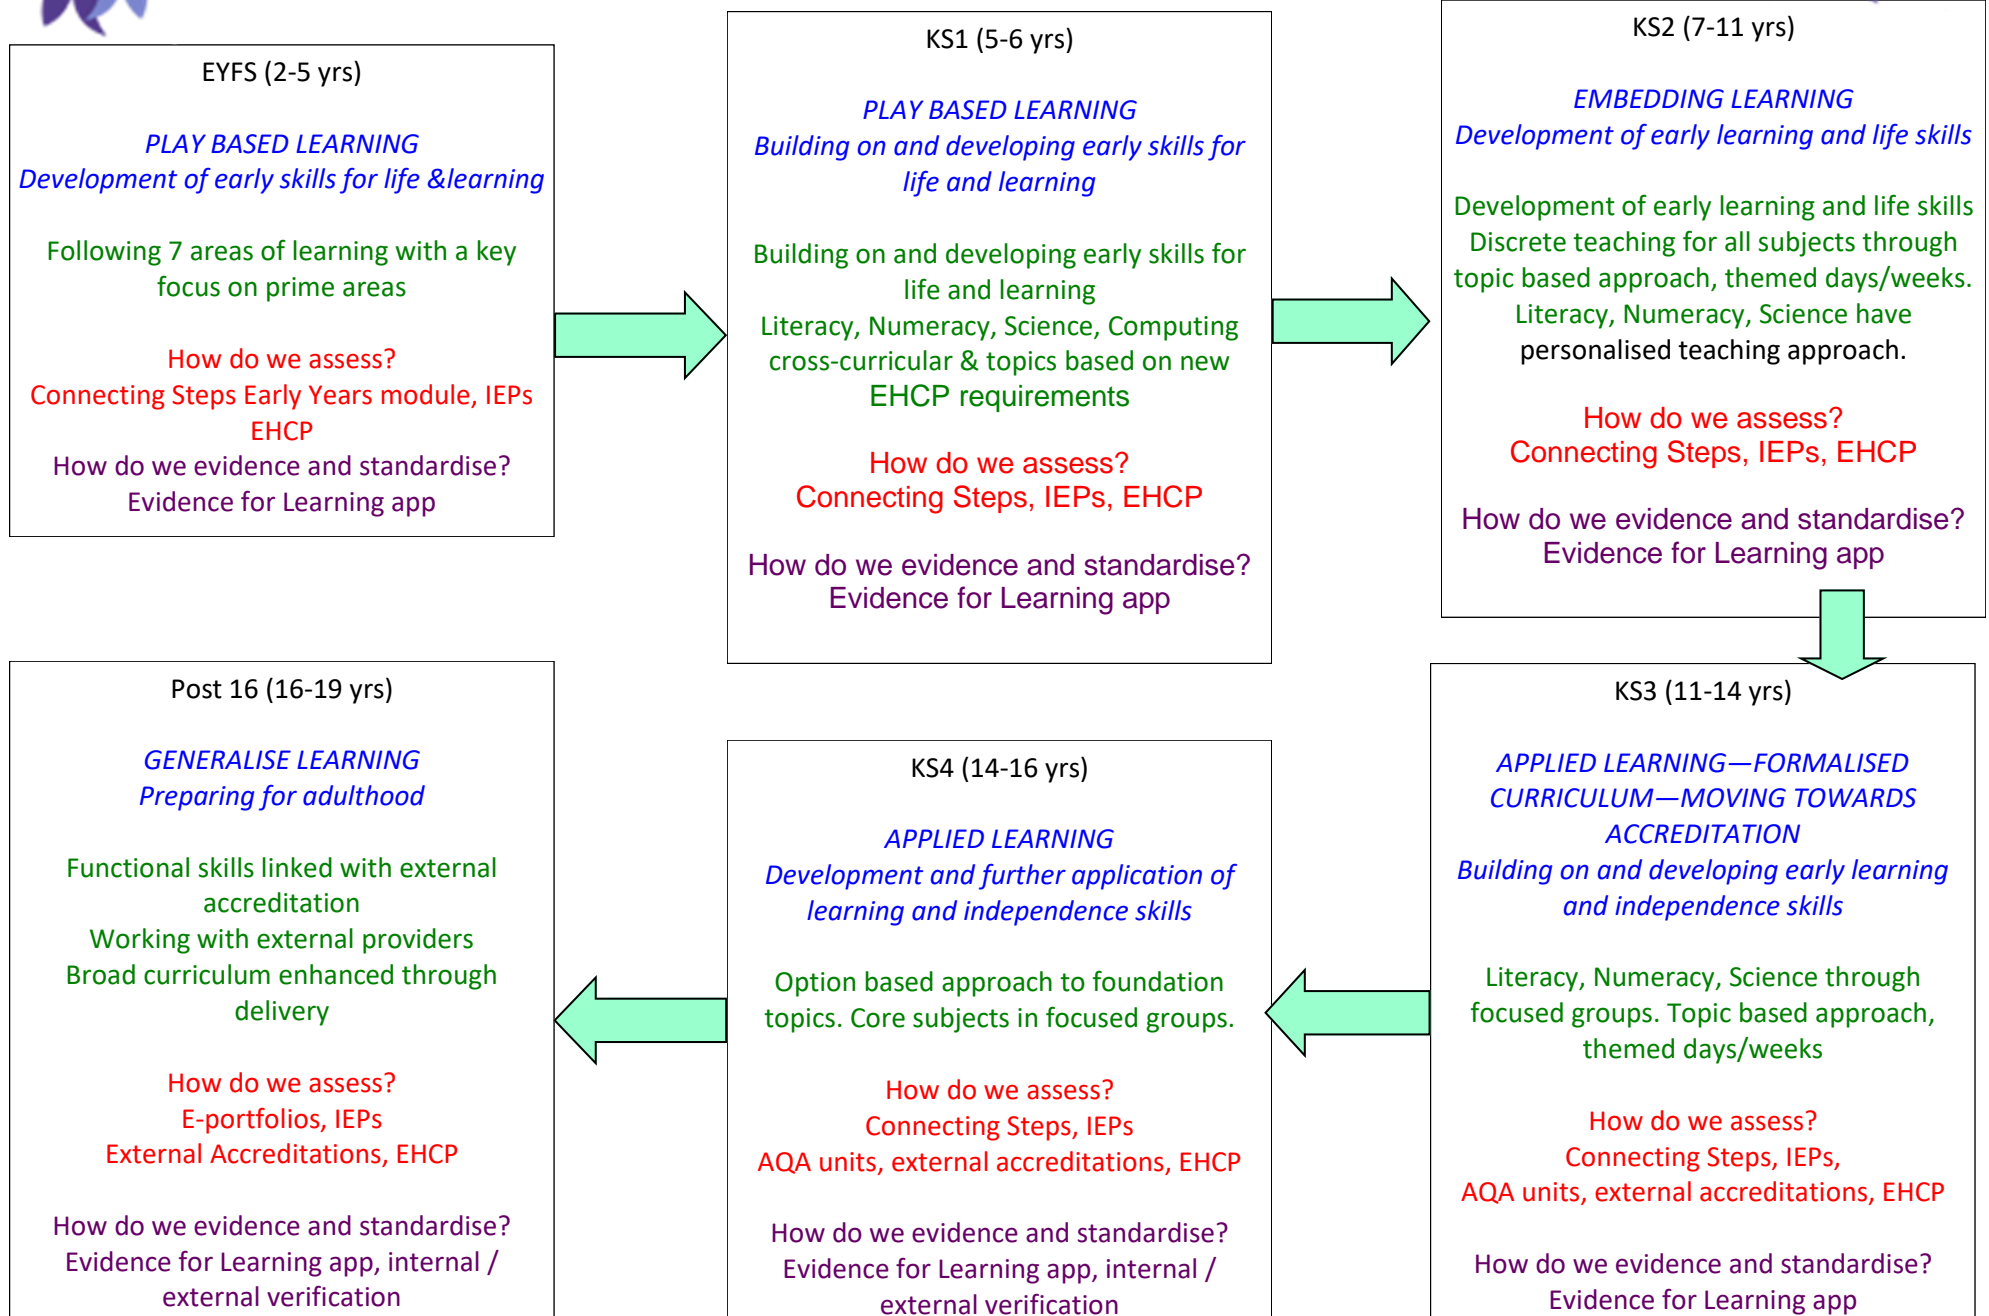 EYFS (2-5 yrs)
PLAY BASED LEARNING
Development of early skills for life &learning
Following 7 areas of learning with a key
focus on prime areas
How do we assess?
Connecting Steps Early Years module, IEPs
EHCP
How do we evidence and standardise?
Evidence for Learning app
KS1 (5-6 yrs)
PLAY BASED LEARNING
Building on and developing early skills for
life and learning
Building on and developing early skills for
life and learning
Literacy, Numeracy, Science, Computing
cross-curricular & topics based on new
EHCP requirements
How do we assess?
Connecting Steps, IEPs, EHCP
How do we evidence and standardise?
Evidence for Learning app
KS2 (7-11 yrs)
EMBEDDING LEARNING
Development of early learning and life skills
Development of early learning and life skills
Discrete teaching for all subjects through
topic based approach, themed days/weeks.
Literacy, Numeracy, Science have
personalised teaching approach.
How do we assess?
Connecting Steps, IEPs, EHCP
How do we evidence and standardise?
Evidence for Learning app
KS3 (11-14 yrs)
APPLIED LEARNING—FORMALISED
CURRICULUM—MOVING TOWARDS
ACCREDITATION
Building on and developing early learning
and independence skills
Literacy, Numeracy, Science through
focused groups. Topic based approach,
themed days/weeks
How do we assess?
Connecting Steps, IEPs,
AQA units, external accreditations, EHCP
How do we evidence and standardise?
Evidence for Learning app
KS4 (14-16 yrs)
APPLIED LEARNING
Development and further application of
learning and independence skills
Option based approach to foundation
topics. Core subjects in focused groups.
How do we assess?
Connecting Steps, IEPs
AQA units, external accreditations, EHCP
How do we evidence and standardise?
Evidence for Learning app, internal /
external verification
Post 16 (16-19 yrs)
GENERALISE LEARNING
Preparing for adulthood
Functional skills linked with external
accreditation
Working with external providers
Broad curriculum enhanced through
delivery
How do we assess?
E-portfolios, IEPs
External Accreditations, EHCP
How do we evidence and standardise?
Evidence for Learning app, internal /
external verification